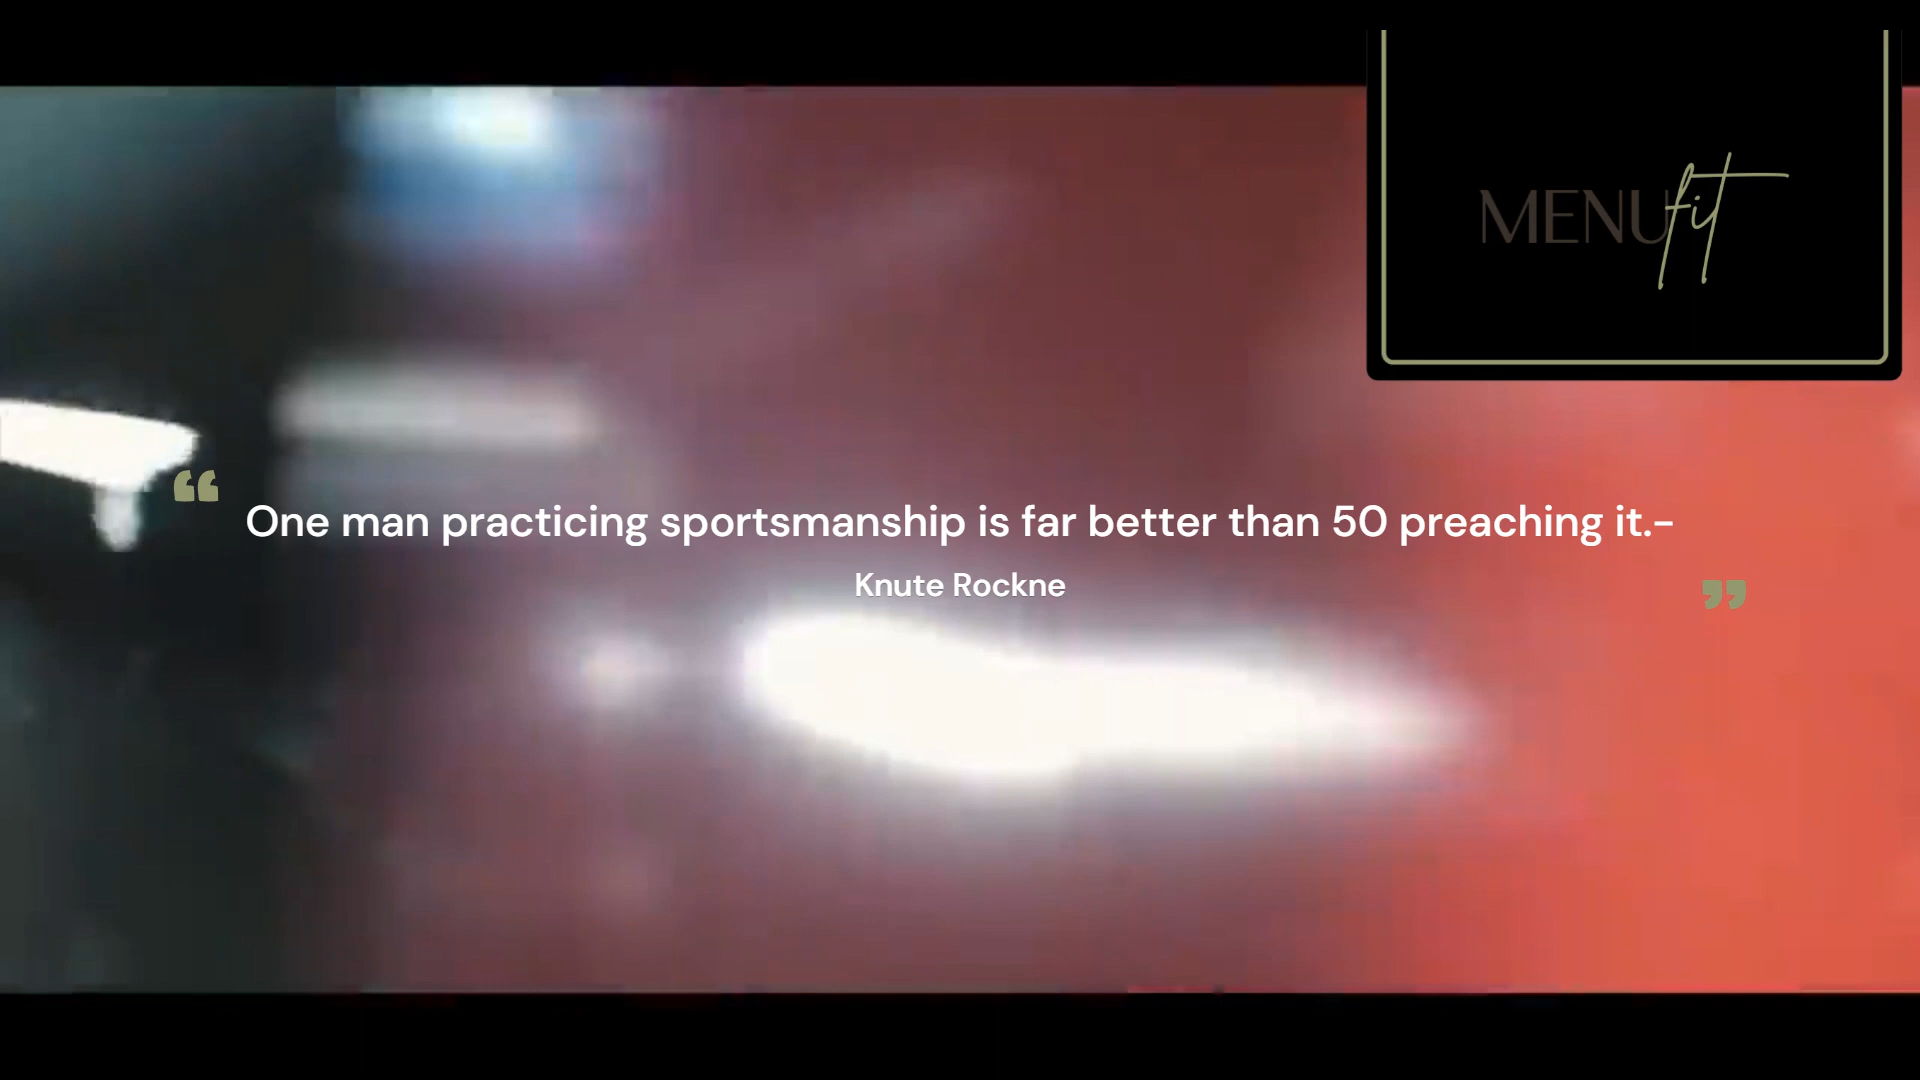 MENUfit
“One man practicing sportsmanship is far better than 50 preaching it.-
Knute Rockne”